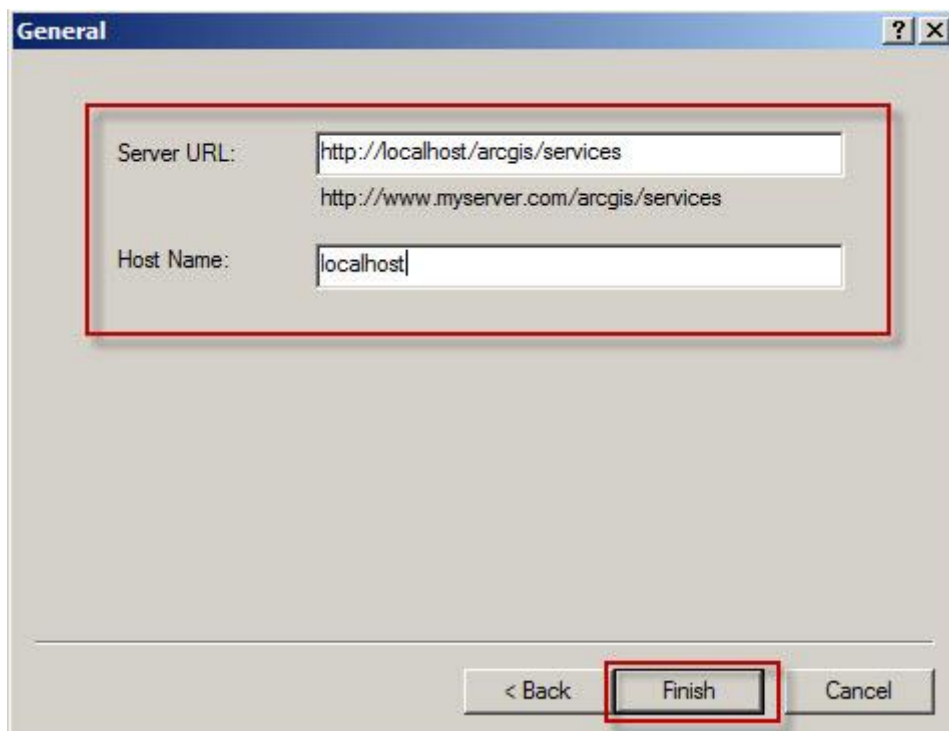 General
Server URL: http://localhost/arcgis/services
http://www.myserver.com/arcgis/services
Host Name: localhost
< Back Finish Cancel